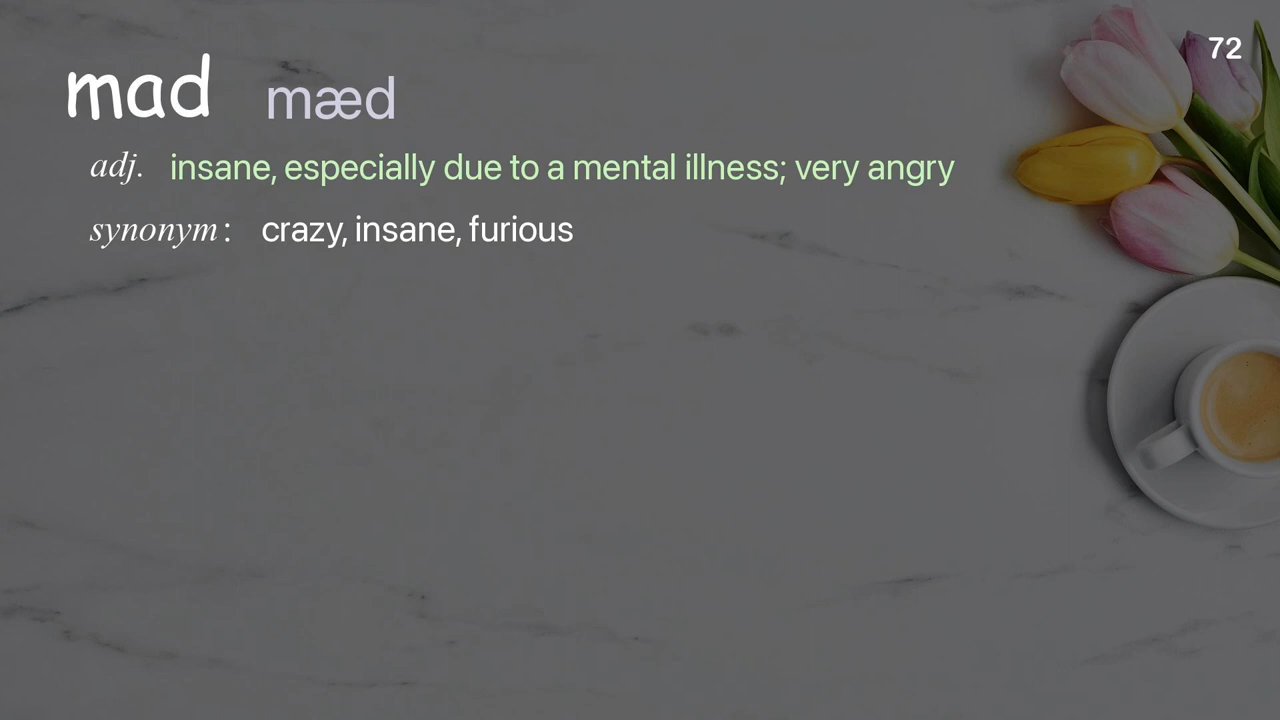 72
mad mæd
adj. insane, especially due to a mental illness; very angry
synonym: crazy, insane, furious